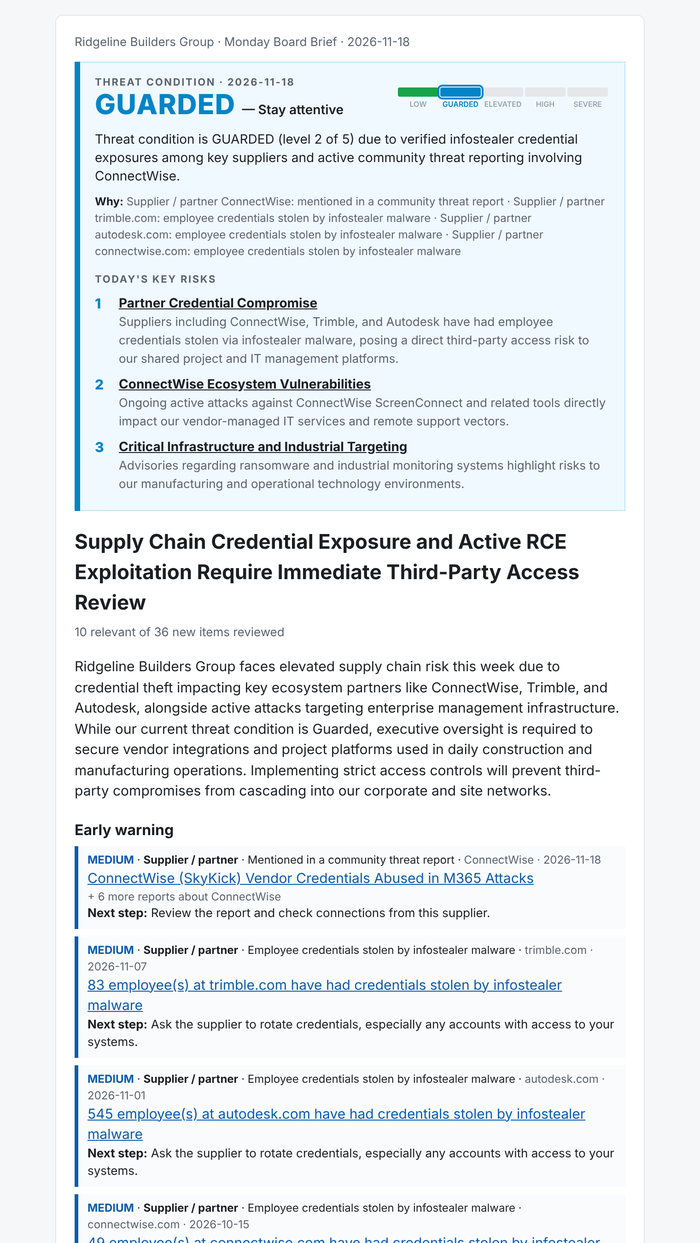 Ridgeline Builders Group · Monday Board Brief · 2026-11-18
THREAT CONDITION · 2026-11-18
GUARDED — Stay attentive
LOW GUARDED ELEVATED HIGH SEVERE
Threat condition is GUARDED (level 2 of 5) due to verified infostealer credential
exposures among key suppliers and active community threat reporting involving
ConnectWise.
Why: Supplier / partner ConnectWise: mentioned in a community threat report · Supplier / partner
trimble.com: employee credentials stolen by infostealer malware · Supplier / partner
autodesk.com: employee credentials stolen by infostealer malware · Supplier / partner
connectwise.com: employee credentials stolen by infostealer malware
TODAY'S KEY RISKS
1 Partner Credential Compromise
Suppliers including ConnectWise, Trimble, and Autodesk have had employee
credentials stolen via infostealer malware, posing a direct third-party access risk to
our shared project and IT management platforms.
2 ConnectWise Ecosystem Vulnerabilities
Ongoing active attacks against ConnectWise ScreenConnect and related tools directly
impact our vendor-managed IT services and remote support vectors.
3 Critical Infrastructure and Industrial Targeting
Advisories regarding ransomware and industrial monitoring systems highlight risks to
our manufacturing and operational technology environments.
Supply Chain Credential Exposure and Active RCE
Exploitation Require Immediate Third-Party Access
Review
10 relevant of 36 new items reviewed
Ridgeline Builders Group faces elevated supply chain risk this week due to
credential theft impacting key ecosystem partners like ConnectWise, Trimble, and
Autodesk, alongside active attacks targeting enterprise management infrastructure.
While our current threat condition is Guarded, executive oversight is required to
secure vendor integrations and project platforms used in daily construction and
manufacturing operations. Implementing strict access controls will prevent third-
party compromises from cascading into our corporate and site networks.
Early warning
MEDIUM · Supplier / partner · Mentioned in a community threat report · ConnectWise · 2026-11-18
ConnectWise (SkyKick) Vendor Credentials Abused in M365 Attacks
+ 6 more reports about ConnectWise
Next step: Review the report and check connections from this supplier.
MEDIUM · Supplier / partner · Employee credentials stolen by infostealer malware · trimble.com ·
2026-11-07
83 employee(s) at trimble.com have had credentials stolen by infostealer
malware
Next step: Ask the supplier to rotate credentials, especially any accounts with access to your
systems.
MEDIUM · Supplier / partner · Employee credentials stolen by infostealer malware · autodesk.com ·
2026-11-01
545 employee(s) at autodesk.com have had credentials stolen by infostealer
malware
Next step: Ask the supplier to rotate credentials, especially any accounts with access to your
systems.
MEDIUM · Supplier / partner · Employee credentials stolen by infostealer malware ·
connectwise.com · 2026-10-15
49 employee(s) at connectwise.com have had credentials stolen by infostealer